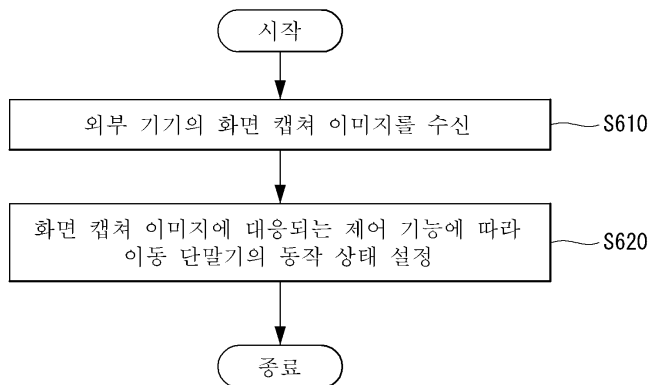 시작
외부 기기의 화면 캡쳐 이미지를 수신
S610
화면 캡쳐 이미지에 대응되는 제어 기능에 따라
이동 단말기의 동작 상태 설정
S620
종료